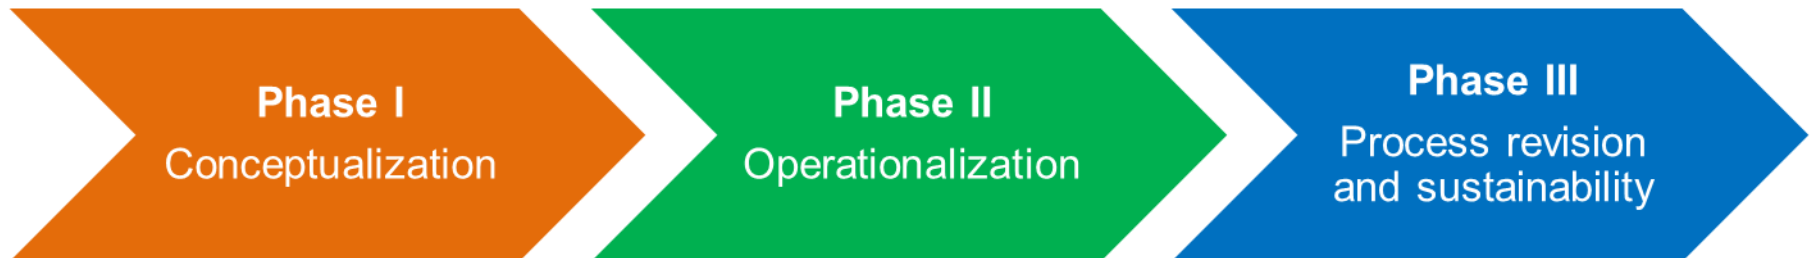 Phase I
Conceptualization
Phase II
Operationalization
Phase III
Process revision
and sustainability